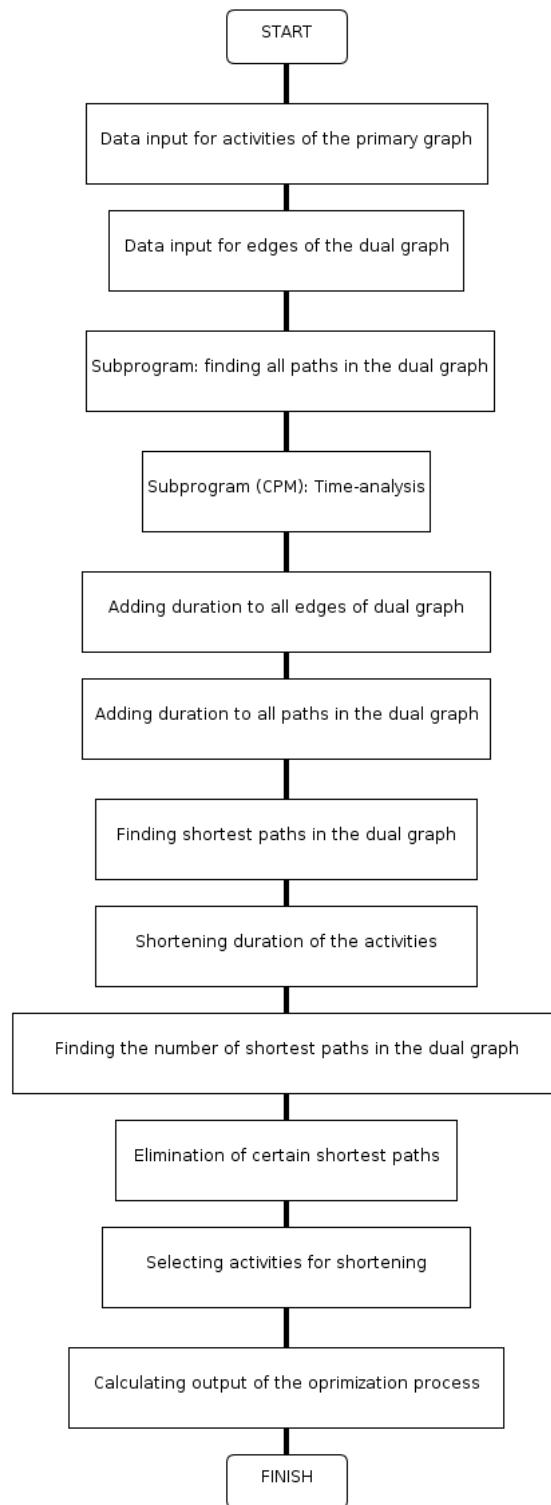 START
Data input for activities of the primary graph
Data input for edges of the dual graph
Subprogram: finding all paths in the dual graph
Subprogram (CPM): Time-analysis
Adding duration to all edges of dual graph
Adding duration to all paths in the dual graph
Finding shortest paths in the dual graph
Shortening duration of the activities
Finding the number of shortest paths in the dual graph
Elimination of certain shortest paths
Selecting activities for shortening
Calculating output of the oprimization process
FINISH